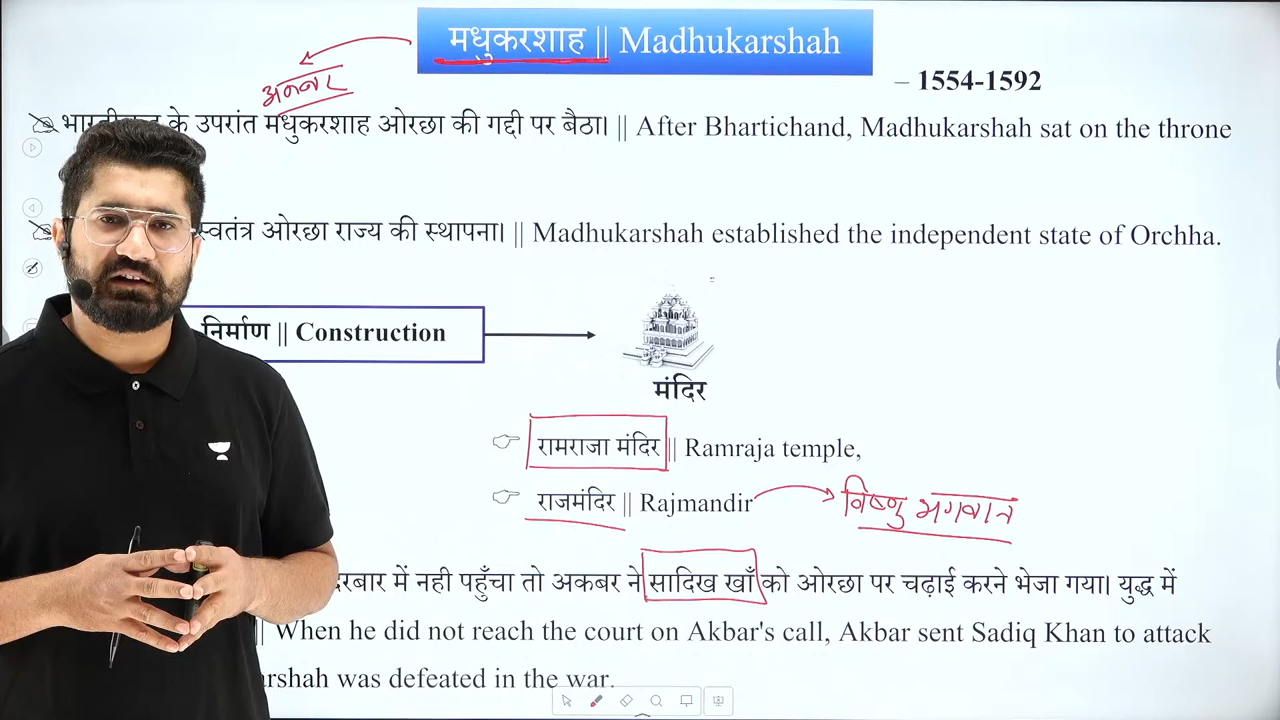 मधुकरशाह || Madhukarshah
– 1554-1592
अकबर
के उपरांत मधुकरशाह ओरछा की गद्दी पर बैठा। || After Bhartichand, Madhukarshah sat on the throne
स्वतंत्र ओरछा राज्य की स्थापना। || Madhukarshah established the independent state of Orchha.
निर्माण || Construction
मंदिर
रामराजा मंदिर || Ramraja temple,
राजमंदिर || Rajmandir
विष्णु भगवान
दरबार में नही पहुँचा तो अकबर ने सादिख खाँ को ओरछा पर चढ़ाई करने भेजा गया। युद्ध में
|| When he did not reach the court on Akbar's call, Akbar sent Sadiq Khan to attack
arshah was defeated in the war.